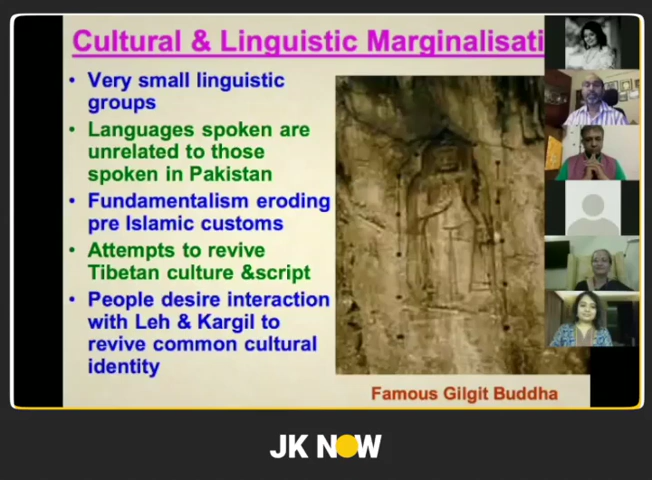 Cultural & Linguistic Marginalisati
• Very small linguistic
groups
• Languages spoken are
unrelated to those
spoken in Pakistan
• Fundamentalism eroding
pre Islamic customs
• Attempts to revive
Tibetan culture &script
• People desire interaction
with Leh & Kargil to
revive common cultural
identity
Famous Gilgit Buddha
JK NOW